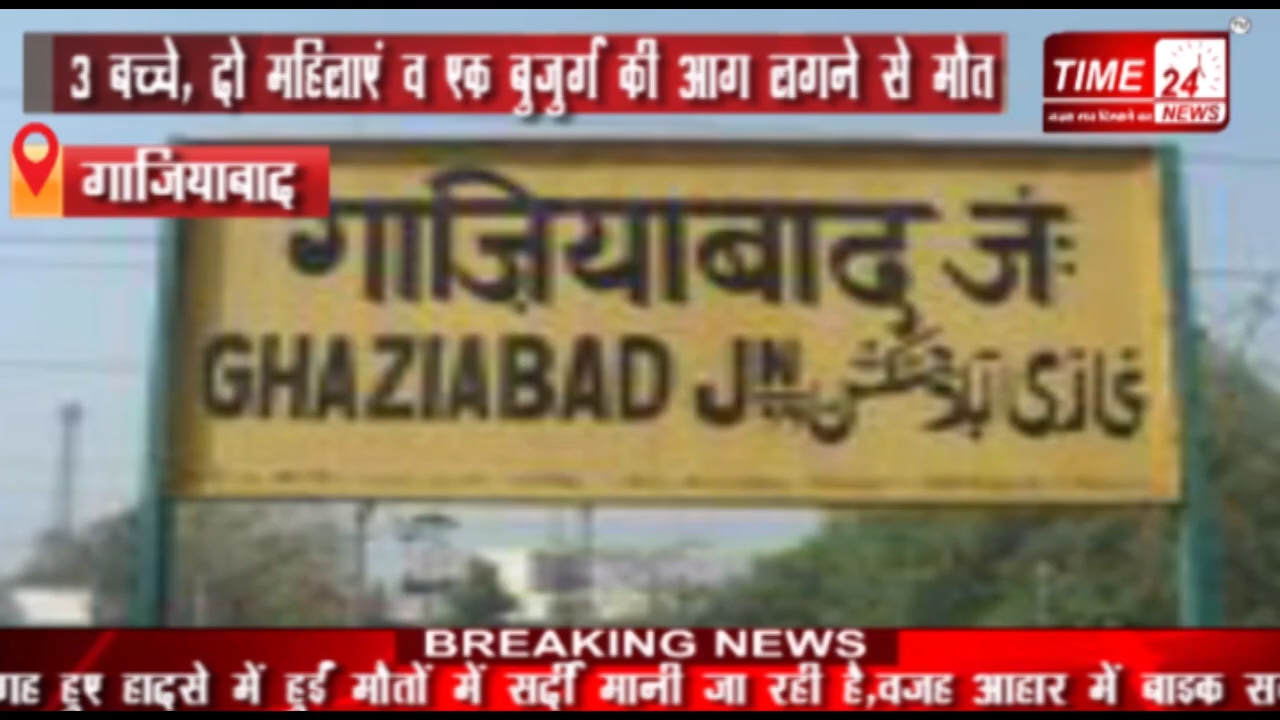 3 बच्चे, दो महिलाएं व एक बुजुर्ग की आग लगने से मौत
TIME 24 NEWS
गाजियाबाद
गाज़ियाबाद जं:
GHAZIABAD JN
غازی آباد
BREAKING NEWS
गह हुए हादसे में हुई मौतों में सर्दी मानी जा रही है,वजह आहार में बाइक